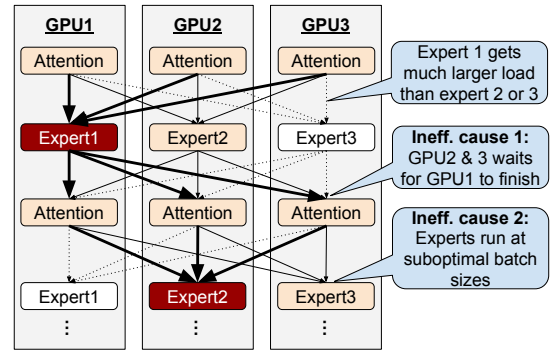 GPU1 GPU2 GPU3
Attention Attention Attention
Expert 1 gets
much larger load
than expert 2 or 3
Expert1 Expert2 Expert3
Ineff. cause 1:
GPU2 & 3 waits
for GPU1 to finish
Attention Attention Attention
Ineff. cause 2:
Experts run at
suboptimal batch
sizes
Expert1 Expert2 Expert3
⋮ ⋮ ⋮